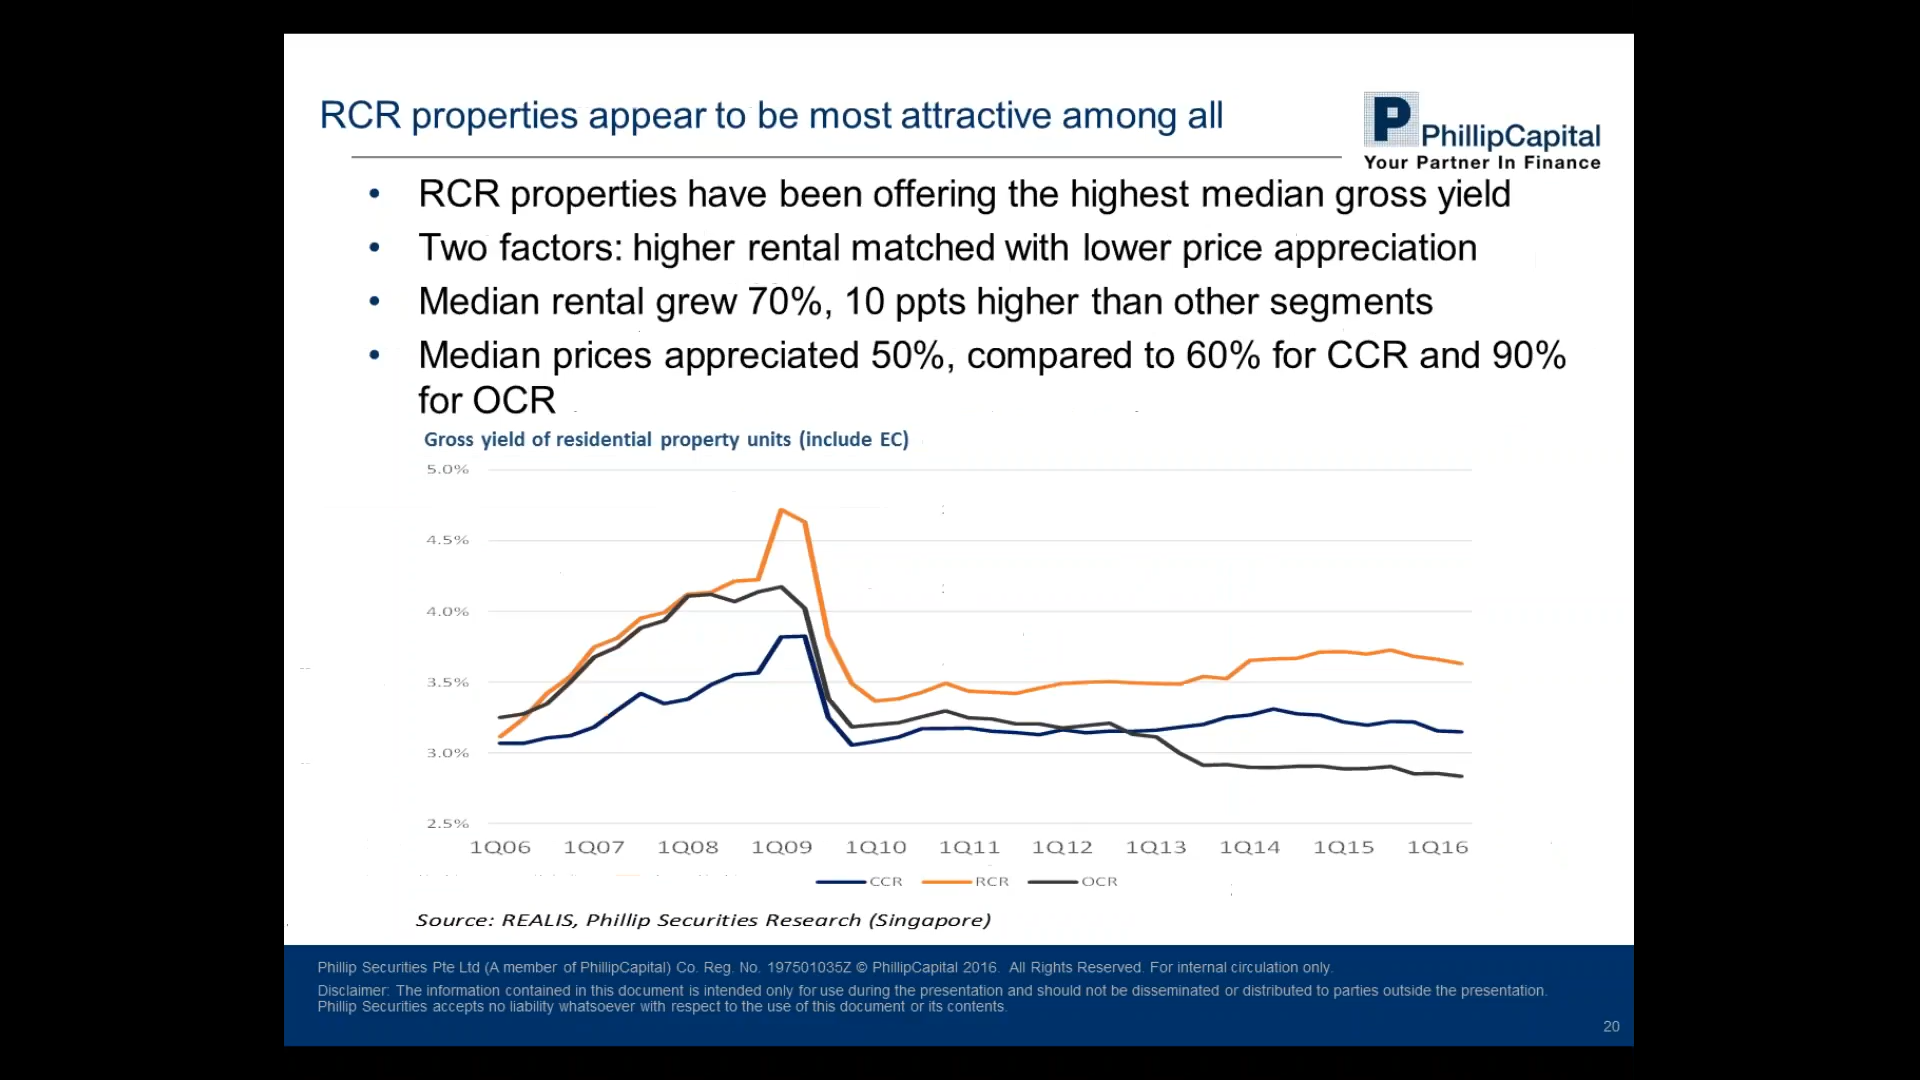 RCR properties appear to be most attractive among all
P PhillipCapital
Your Partner In Finance
• RCR properties have been offering the highest median gross yield
• Two factors: higher rental matched with lower price appreciation
• Median rental grew 70%, 10 ppts higher than other segments
• Median prices appreciated 50%, compared to 60% for CCR and 90%
for OCR
Gross yield of residential property units (include EC)
5.0%
4.5%
4.0%
3.5%
3.0%
2.5%
1Q06 1Q07 1Q08 1Q09 1Q10 1Q11 1Q12 1Q13 1Q14 1Q15 1Q16
CCR RCR OCR
Source: REALIS, Phillip Securities Research (Singapore)
Phillip Securities Pte Ltd (A member of PhillipCapital) Co. Reg. No. 197501035Z © PhillipCapital 2016. All Rights Reserved. For internal circulation only.
Disclaimer: The information contained in this document is intended only for use during the presentation and should not be disseminated or distributed to parties outside the presentation.
Phillip Securities accepts no liability whatsoever with respect to the use of this document or its contents.
20